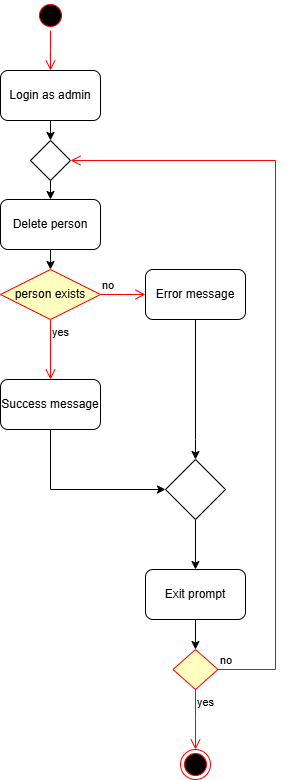 Login as admin
Delete person
person exists
no
Error message
yes
Success message
Exit prompt
no
yes